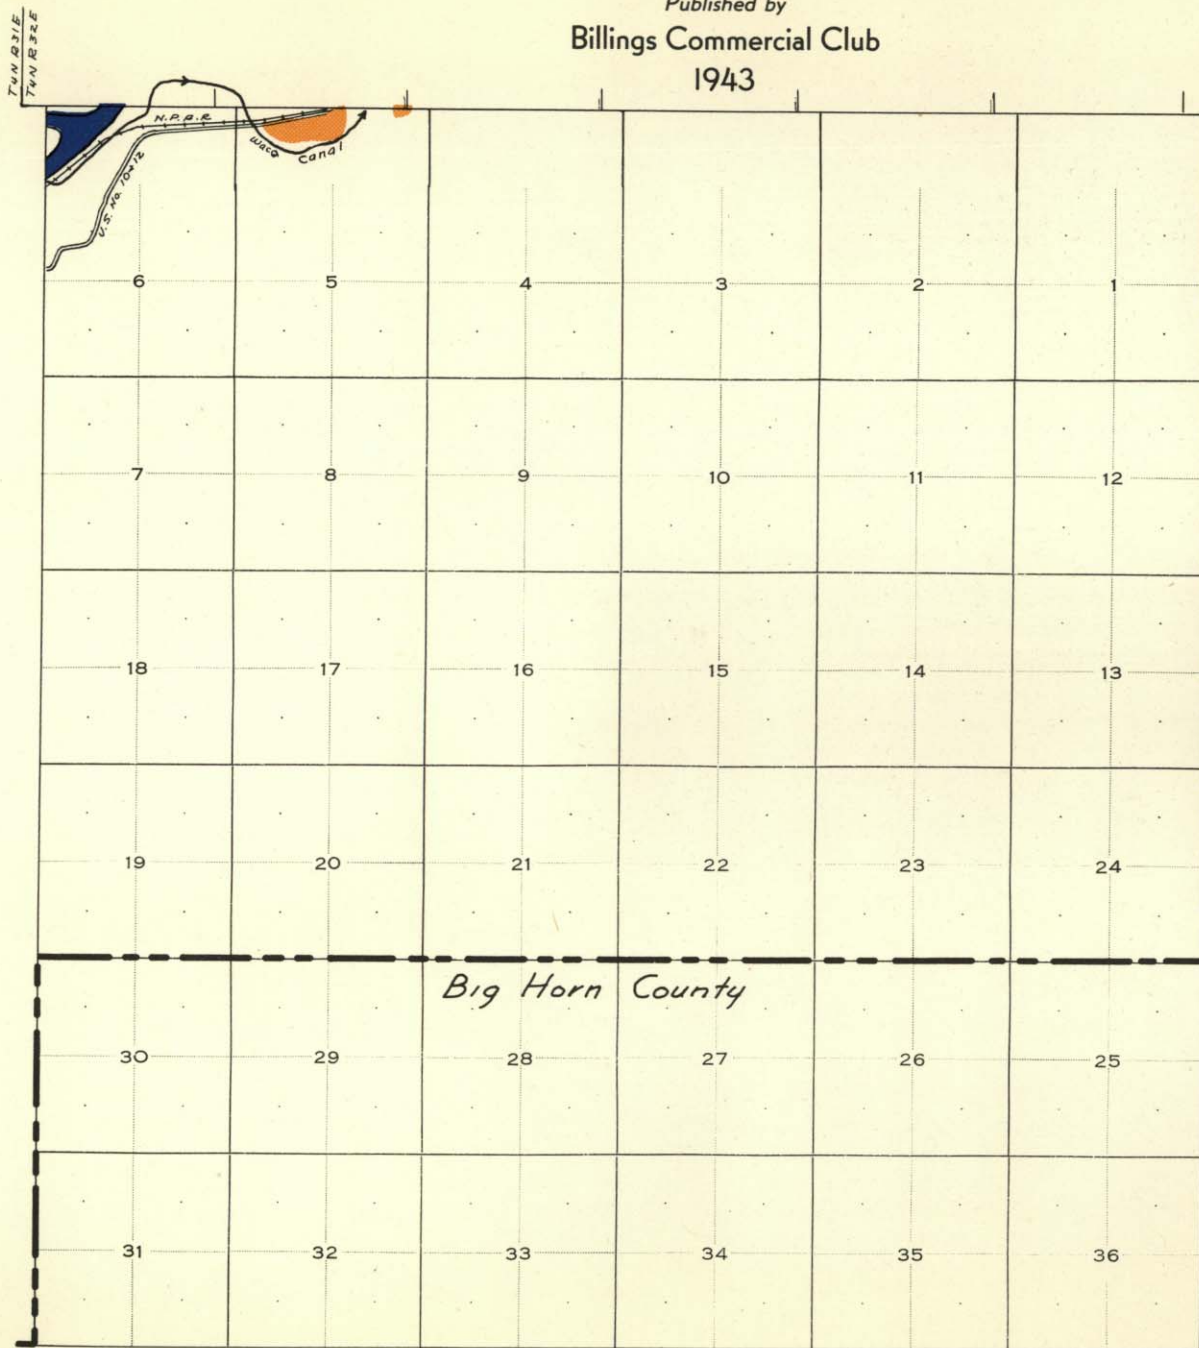 Published by
Billings Commercial Club
1943
T4N R31E
T4N R32E
N.P.R.R
Waco Canal
U.S. No. 10+12
6 5 4 3 2 1
7 8 9 10 11 12
18 17 16 15 14 13
19 20 21 22 23 24
Big Horn County
30 29 28 27 26 25
31 32 33 34 35 36